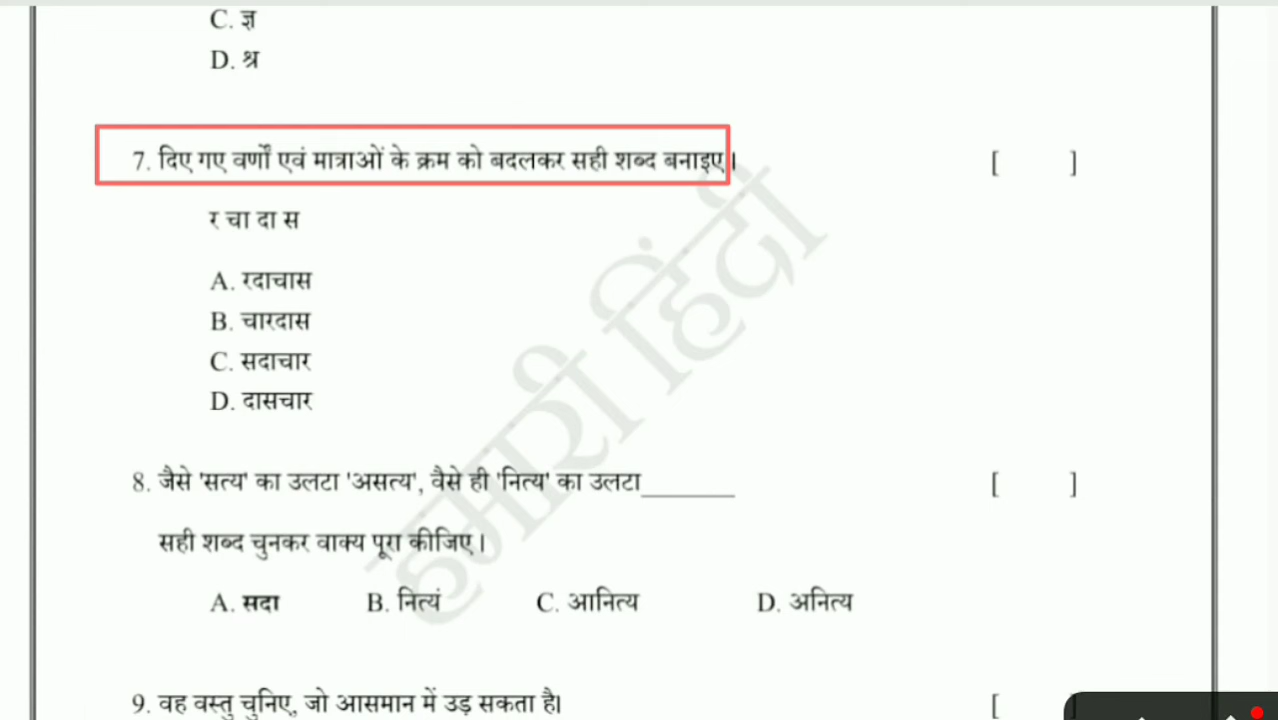 C. ज्ञ
D. श्र
7. दिए गए वर्णों एवं मात्राओं के क्रम को बदलकर सही शब्द बनाइए। [ ]
र चा दा स
A. रदाचास
B. चारदास
C. सदाचार
D. दासचार
8. जैसे 'सत्य' का उलटा 'असत्य', वैसे ही 'नित्य' का उलटा_______ [ ]
सही शब्द चुनकर वाक्य पूरा कीजिए।
A. सदा B. नित्यं C. आनित्य D. अनित्य
9. वह वस्तु चुनिए, जो आसमान में उड़ सकता है। [ ]
हमारी हिंदी